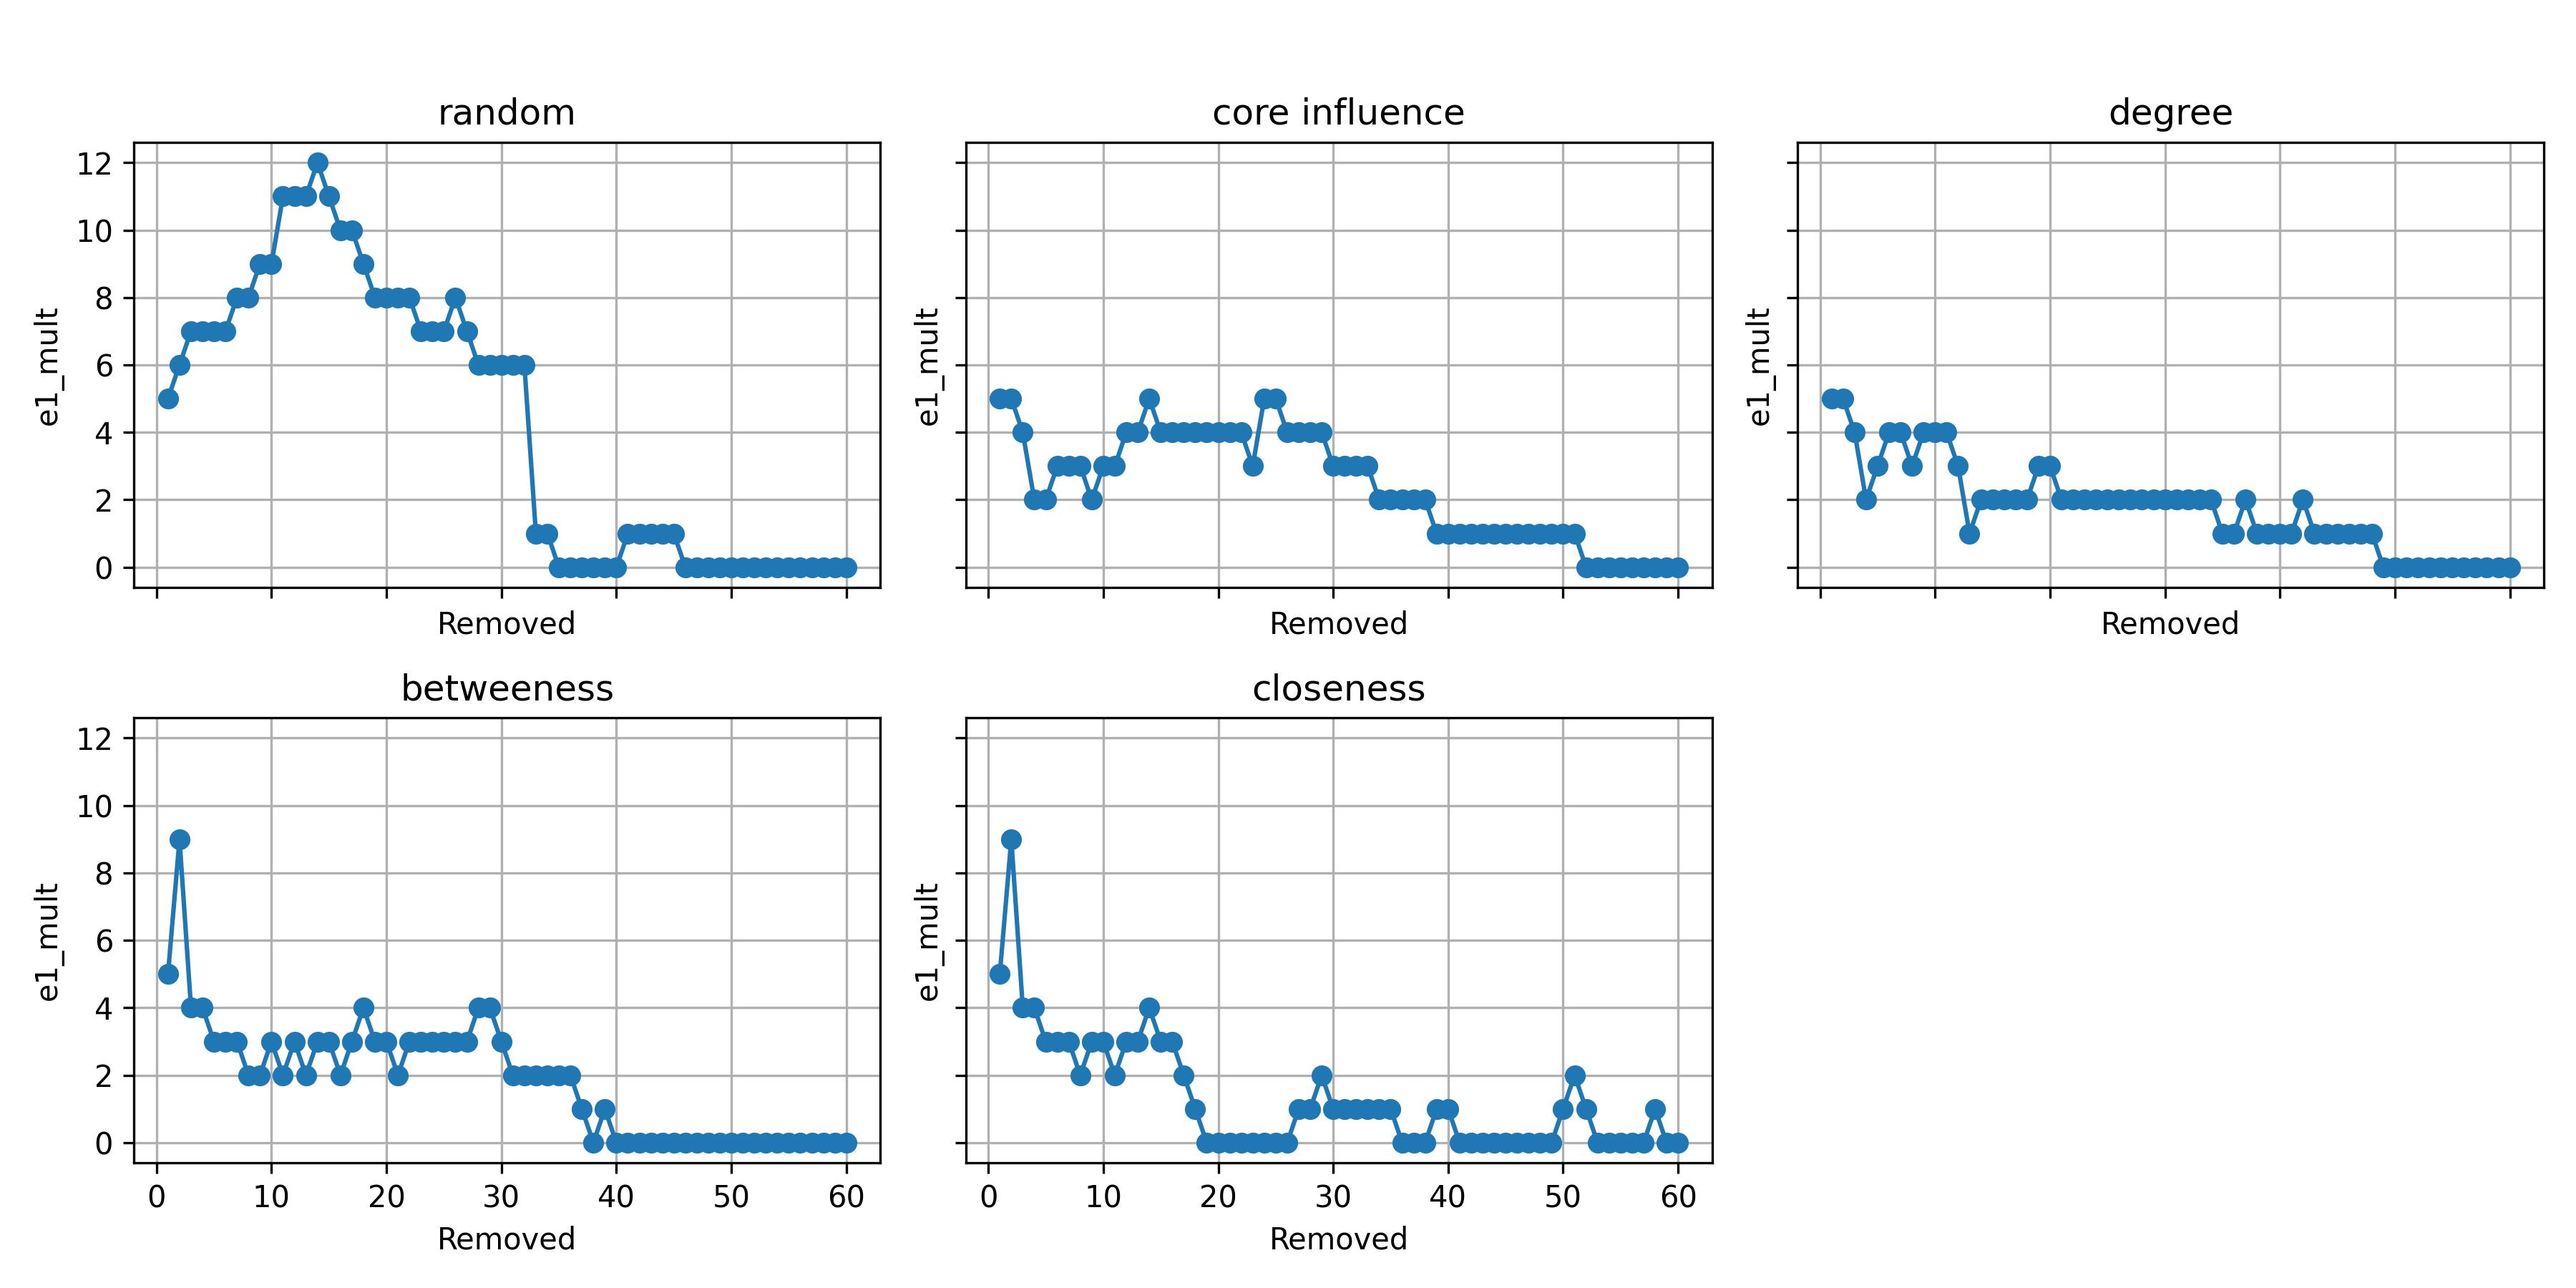 random
core influence
degree
12
10
8
6
4
2
0
e1_mult
e1_mult
e1_mult
Removed
Removed
Removed
betweeness
closeness
12
10
8
6
4
2
0
e1_mult
e1_mult
0 10 20 30 40 50 60
0 10 20 30 40 50 60
Removed
Removed